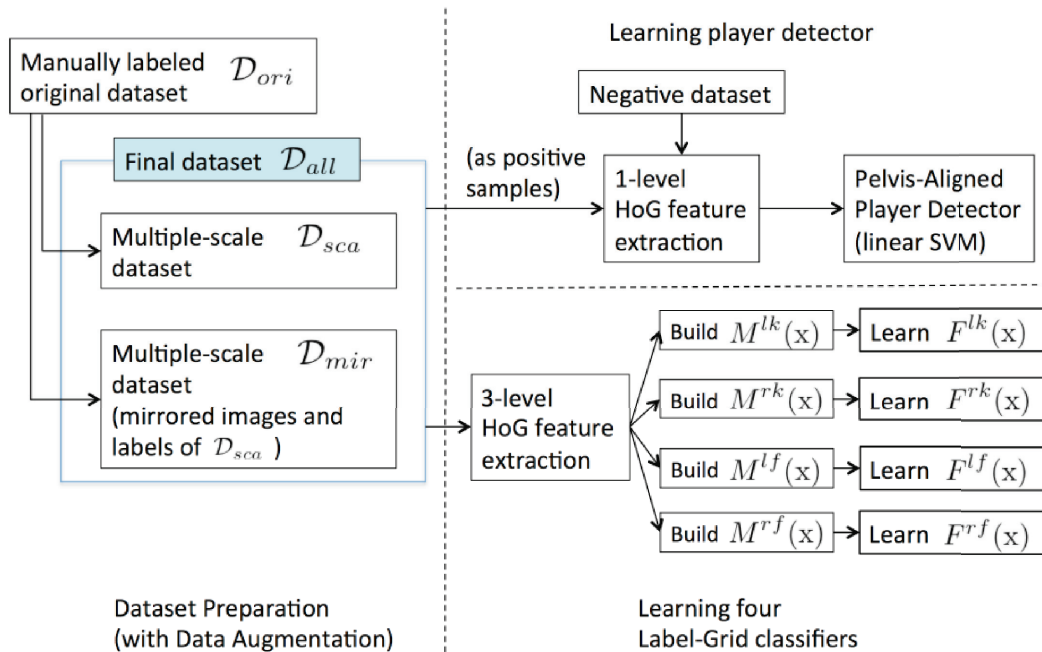 Manually labeled
original dataset 𝒟_ori
Final dataset 𝒟_all
Multiple-scale 𝒟_sca
dataset
Multiple-scale 𝒟_mir
dataset
(mirrored images and
labels of 𝒟_sca )
Dataset Preparation
(with Data Augmentation)
Learning player detector
Negative dataset
(as positive
samples)
1-level
HoG feature
extraction
Pelvis-Aligned
Player Detector
(linear SVM)
3-level
HoG feature
extraction
Build M^{lk}(x)
Learn F^{lk}(x)
Build M^{rk}(x)
Learn F^{rk}(x)
Build M^{lf}(x)
Learn F^{lf}(x)
Build M^{rf}(x)
Learn F^{rf}(x)
Learning four
Label-Grid classifiers